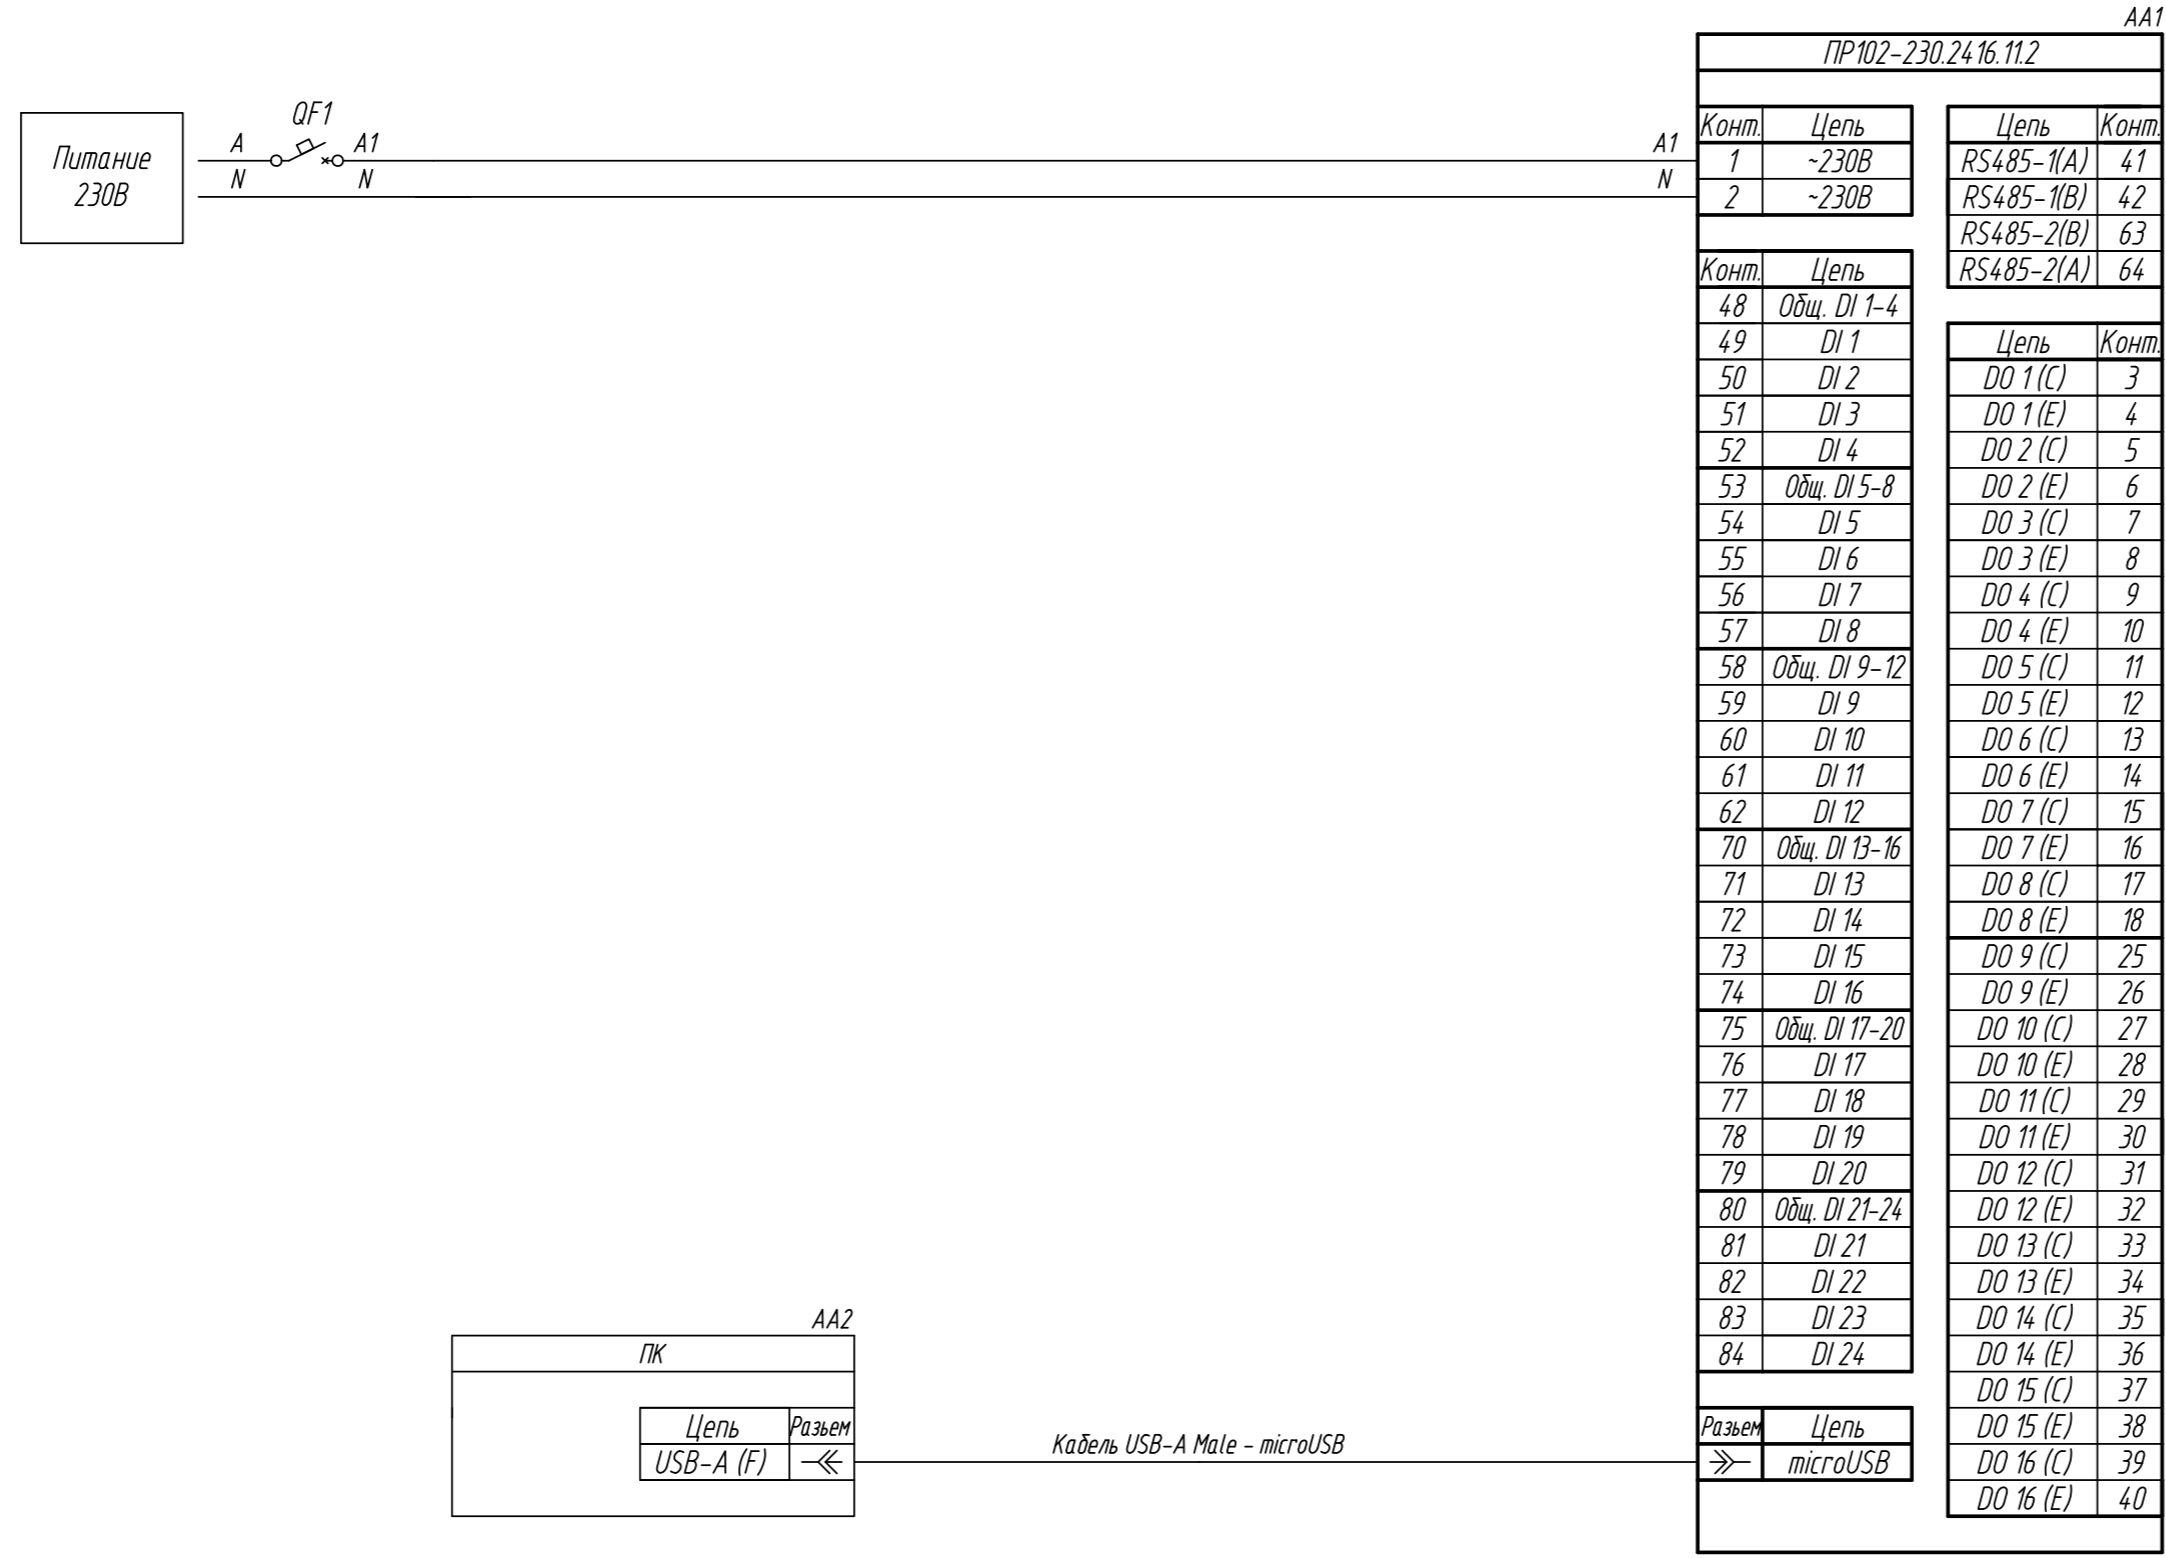 AA1
ПР102-230.2416.11.2
Питание
230В
QF1
A
A1
A1
N
N
N
Конт. Цепь
1 ~230В
2 ~230В
Цепь Конт.
RS485-1(A) 41
RS485-1(B) 42
RS485-2(B) 63
RS485-2(A) 64
Конт. Цепь
48 Общ. DI 1-4
49 DI 1
50 DI 2
51 DI 3
52 DI 4
53 Общ. DI 5-8
54 DI 5
55 DI 6
56 DI 7
57 DI 8
58 Общ. DI 9-12
59 DI 9
60 DI 10
61 DI 11
62 DI 12
70 Общ. DI 13-16
71 DI 13
72 DI 14
73 DI 15
74 DI 16
75 Общ. DI 17-20
76 DI 17
77 DI 18
78 DI 19
79 DI 20
80 Общ. DI 21-24
81 DI 21
82 DI 22
83 DI 23
84 DI 24
Цепь Конт.
DO 1 (C) 3
DO 1 (E) 4
DO 2 (C) 5
DO 2 (E) 6
DO 3 (C) 7
DO 3 (E) 8
DO 4 (C) 9
DO 4 (E) 10
DO 5 (C) 11
DO 5 (E) 12
DO 6 (C) 13
DO 6 (E) 14
DO 7 (C) 15
DO 7 (E) 16
DO 8 (C) 17
DO 8 (E) 18
DO 9 (C) 25
DO 9 (E) 26
DO 10 (C) 27
DO 10 (E) 28
DO 11 (C) 29
DO 11 (E) 30
DO 12 (C) 31
DO 12 (E) 32
DO 13 (C) 33
DO 13 (E) 34
DO 14 (C) 35
DO 14 (E) 36
DO 15 (C) 37
DO 15 (E) 38
DO 16 (C) 39
DO 16 (E) 40
AA2
ПК
Цепь Разьем
USB-A (F)
Кабель USB-A Male - microUSB
Разьем Цепь
microUSB